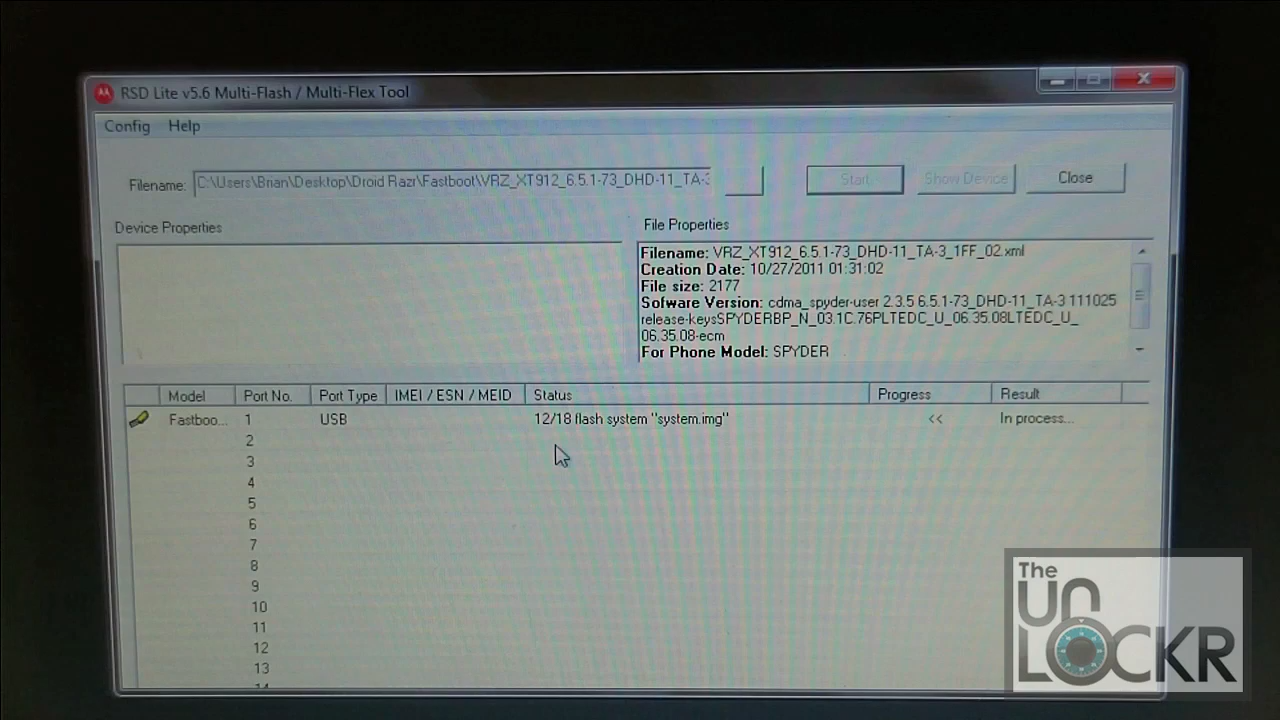 RSD Lite v5.6 Multi-Flash / Multi-Flex Tool
Config Help
Filename: C:\Users\Brian\Desktop\Droid Razr\Fastboot\VRZ_XT912_6.5.1-73_DHD-11_TA-3 Start Show Device Close
Device Properties
File Properties
Filename: VRZ_XT912_6.5.1-73_DHD-11_TA-3_1FF_02.xml
Creation Date: 10/27/2011 01:31:02
File size: 2177
Sofware Version: cdma_spyder-user 2.3.5 6.5.1-73_DHD-11_TA-3 111025
release-keysSPYDERBP_N_03.1C.76PLTEDC_U_06.35.08LTEDC_U_
06.35.08-ecm
For Phone Model: SPYDER
Model Port No. Port Type IMEI / ESN / MEID Status Progress Result
Fastboo... 1 USB 12/18 flash system "system.img" << In process...
2
3
4
5
6
7
8
9
10
11
12
13
14
The
UNLOCKR